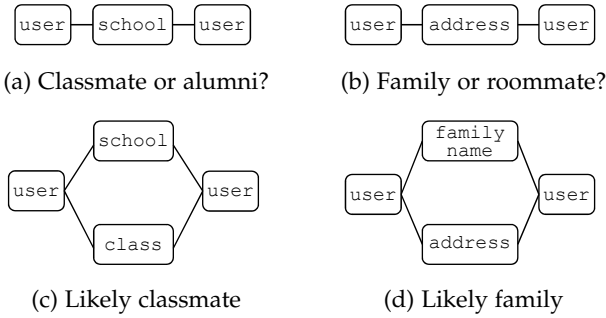 user school user
user address user
(a) Classmate or alumni?
(b) Family or roommate?
school
user user
class
family
name
user user
address
(c) Likely classmate
(d) Likely family